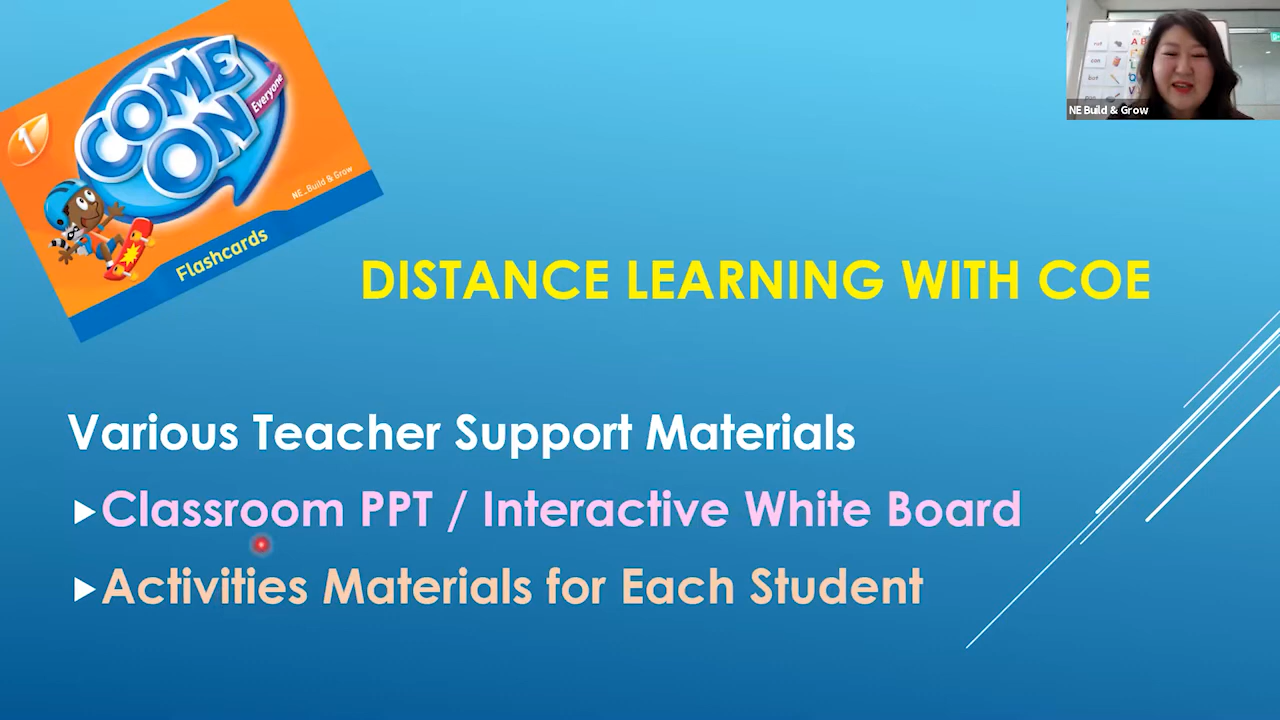 COME
ON
Everyone
1
NE_Build & Grow
Flashcards
NE Build & Grow
DISTANCE LEARNING WITH COE
Various Teacher Support Materials
Classroom PPT / Interactive White Board
Activities Materials for Each Student